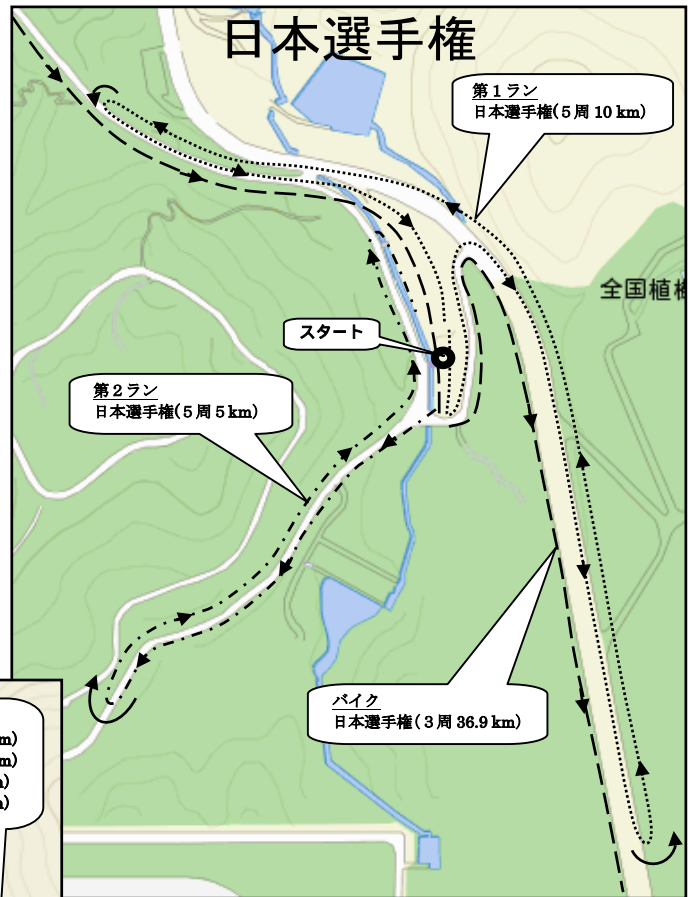 日本選手権
第１ラン
日本選手権(５周 10 km)
全国植
スタート
第２ラン
日本選手権(５周 5 km)
バイク
日本選手権(３周 36.9 km)
m)
m)
)
)